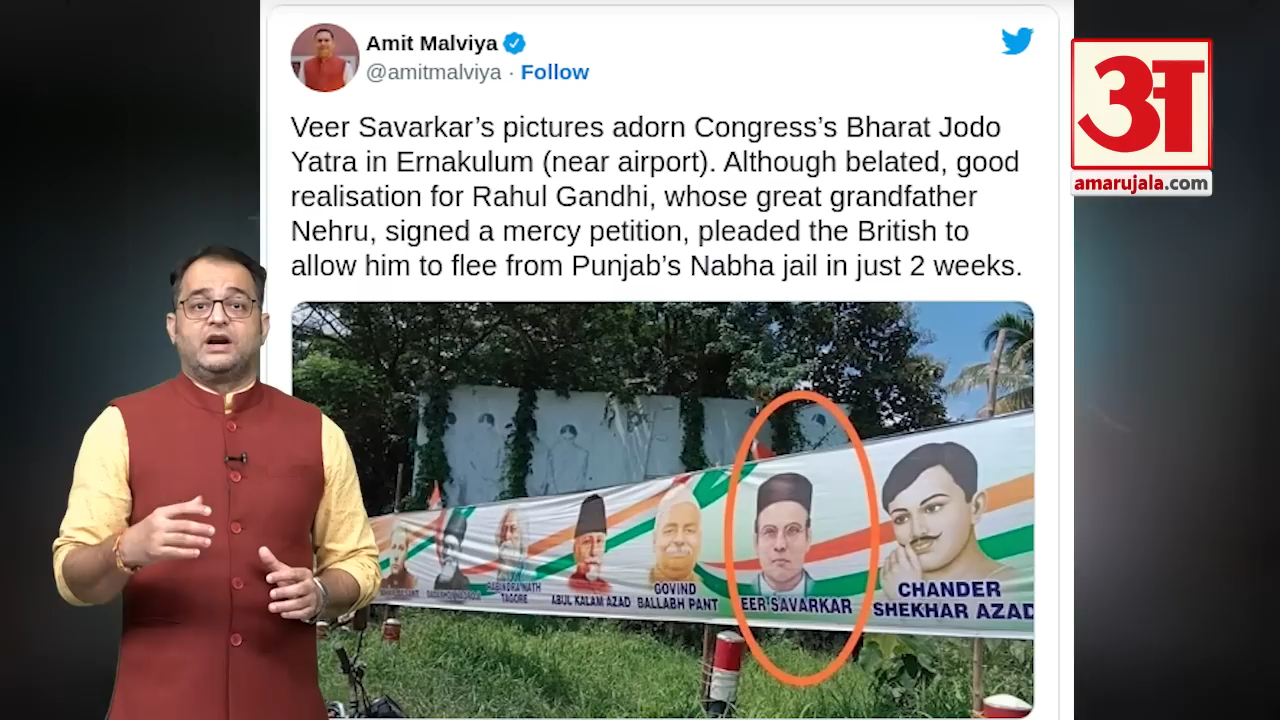 Amit Malviya
@amitmalviya · Follow
Veer Savarkar’s pictures adorn Congress’s Bharat Jodo
Yatra in Ernakulum (near airport). Although belated, good
realisation for Rahul Gandhi, whose great grandfather
Nehru, signed a mercy petition, pleaded the British to
allow him to flee from Punjab’s Nabha jail in just 2 weeks.
अ
amarujala.com
RABINDRA NATH
TAGORE
ABUL KALAM AZAD
GOVIND
BALLABH PANT
EER SAVARKAR
CHANDER
SHEKHAR AZAD